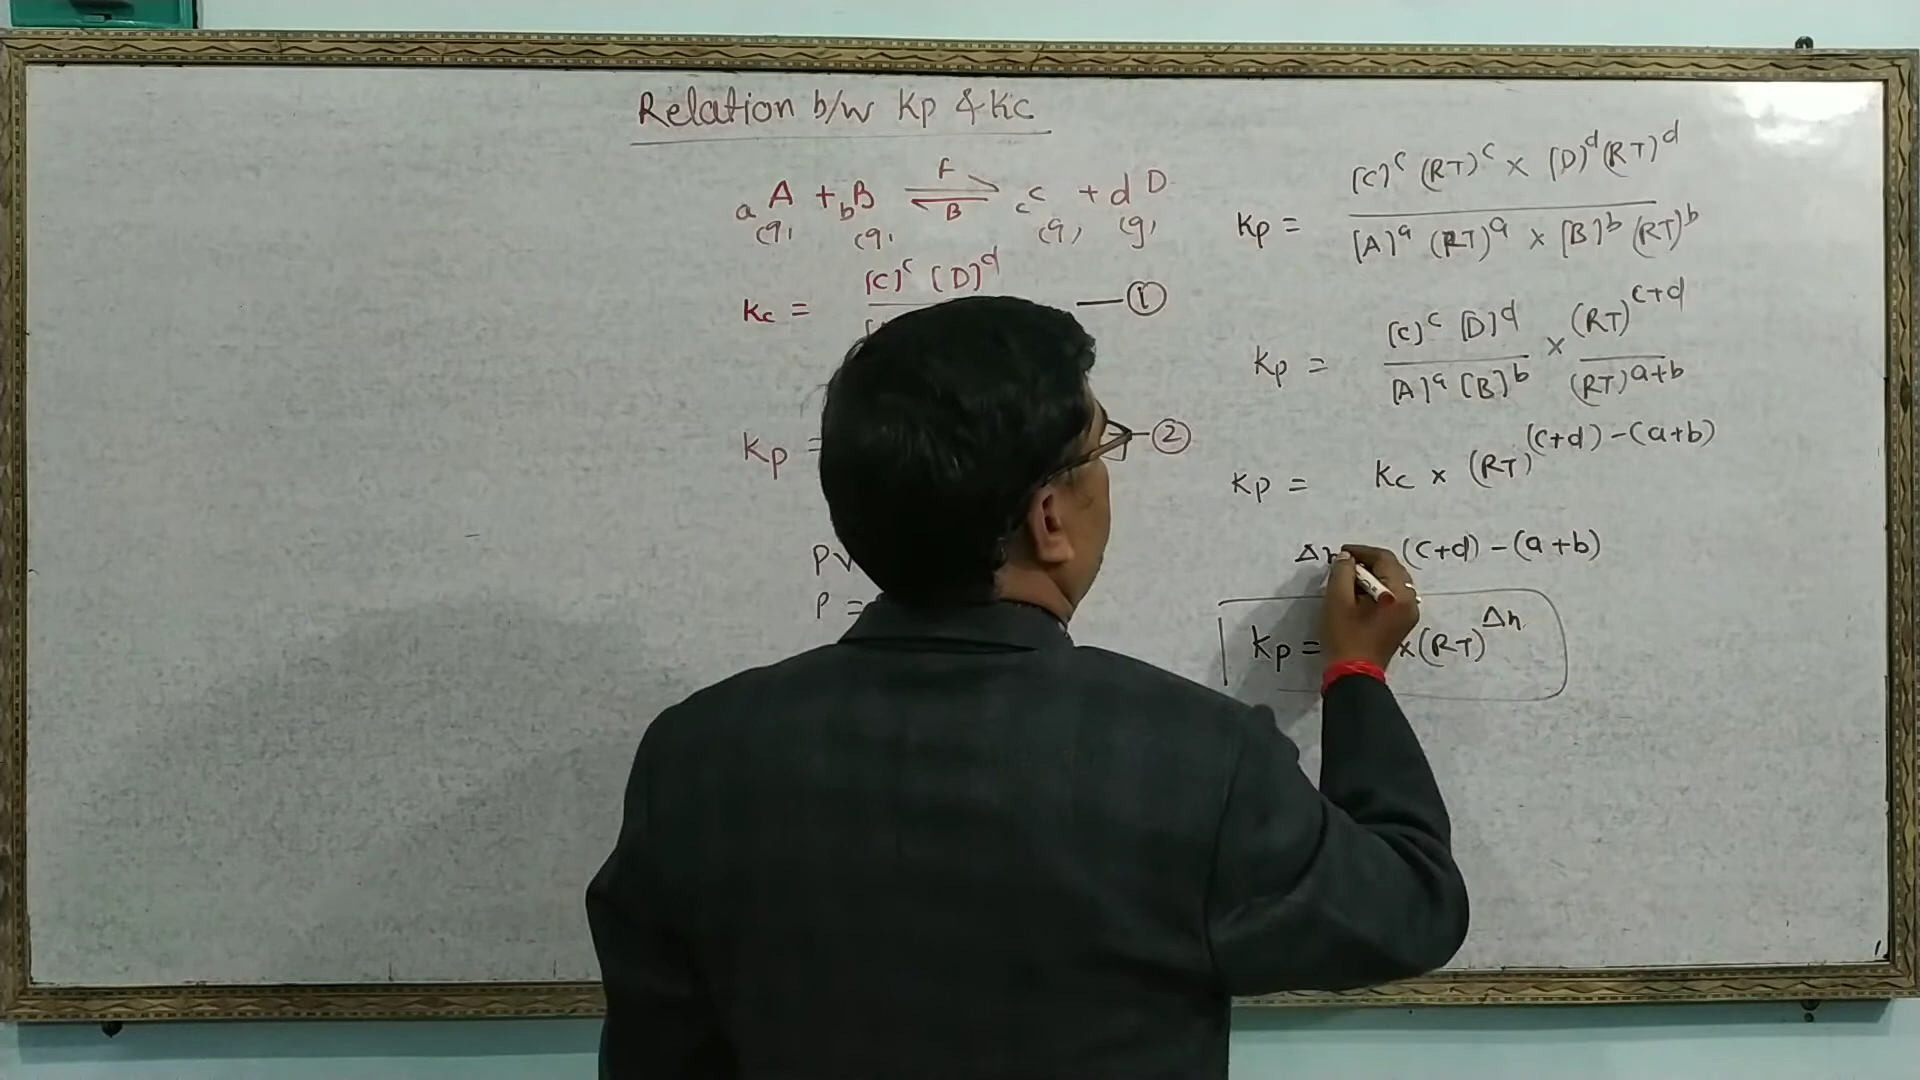 Relation b/w Kp & Kc
F
aA + bB ⇌ cC + dD
B
(g) (g) (g) (g)
Kc = [C]^c [D]^d — ①
Kp = — ②
PV
P =
Kp = [C]^c (RT)^c × [D]^d (RT)^d / [A]^a (RT)^a × [B]^b (RT)^b
Kp = [C]^c [D]^d / [A]^a [B]^b × (RT)^c+d / (RT)^a+b
Kp = Kc × (RT)^(c+d) - (a+b)
Δn (c+d) - (a+b)
Kp = × (RT)^Δn